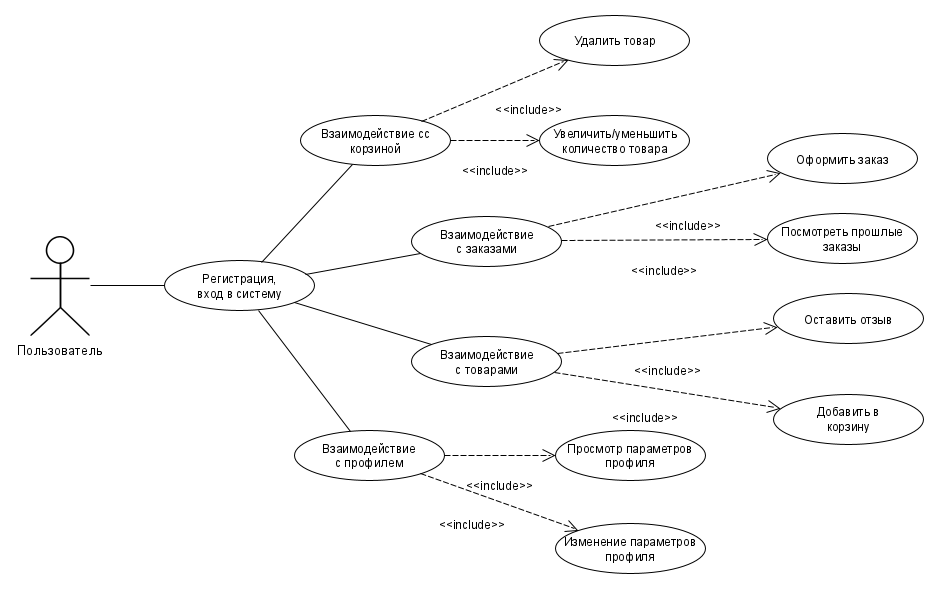 Удалить товар
<<include>>
Взаимодействие сс
корзиной
Увеличить/уменьшить
количество товара
<<include>>
Оформить заказ
<<include>>
Взаимодействие
с заказами
Посмотреть прошлые
заказы
<<include>>
Регистрация,
вход в систему
Пользователь
Оставить отзыв
Взаимодействие
с товарами
<<include>>
Добавить в
корзину
<<include>>
Взаимодействие
с профилем
Просмотр параметров
профиля
<<include>>
<<include>>
Изменение параметров
профиля